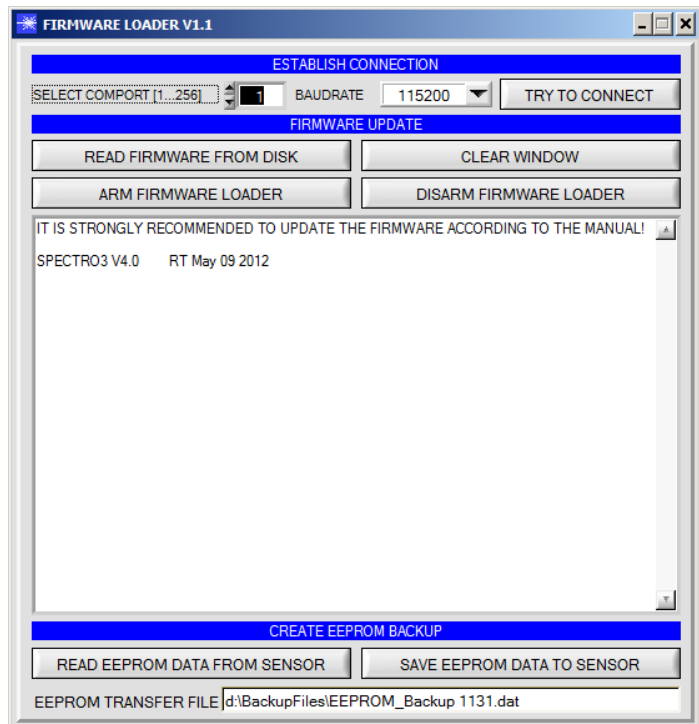 FIRMWARE LOADER V1.1
ESTABLISH CONNECTION
SELECT COMPORT [1...256] 1 BAUDRATE 115200 TRY TO CONNECT
FIRMWARE UPDATE
READ FIRMWARE FROM DISK CLEAR WINDOW
ARM FIRMWARE LOADER DISARM FIRMWARE LOADER
IT IS STRONGLY RECOMMENDED TO UPDATE THE FIRMWARE ACCORDING TO THE MANUAL!
SPECTRO3 V4.0 RT May 09 2012
CREATE EEPROM BACKUP
READ EEPROM DATA FROM SENSOR SAVE EEPROM DATA TO SENSOR
EEPROM TRANSFER FILE d:\BackupFiles\EEPROM_Backup 1131.dat